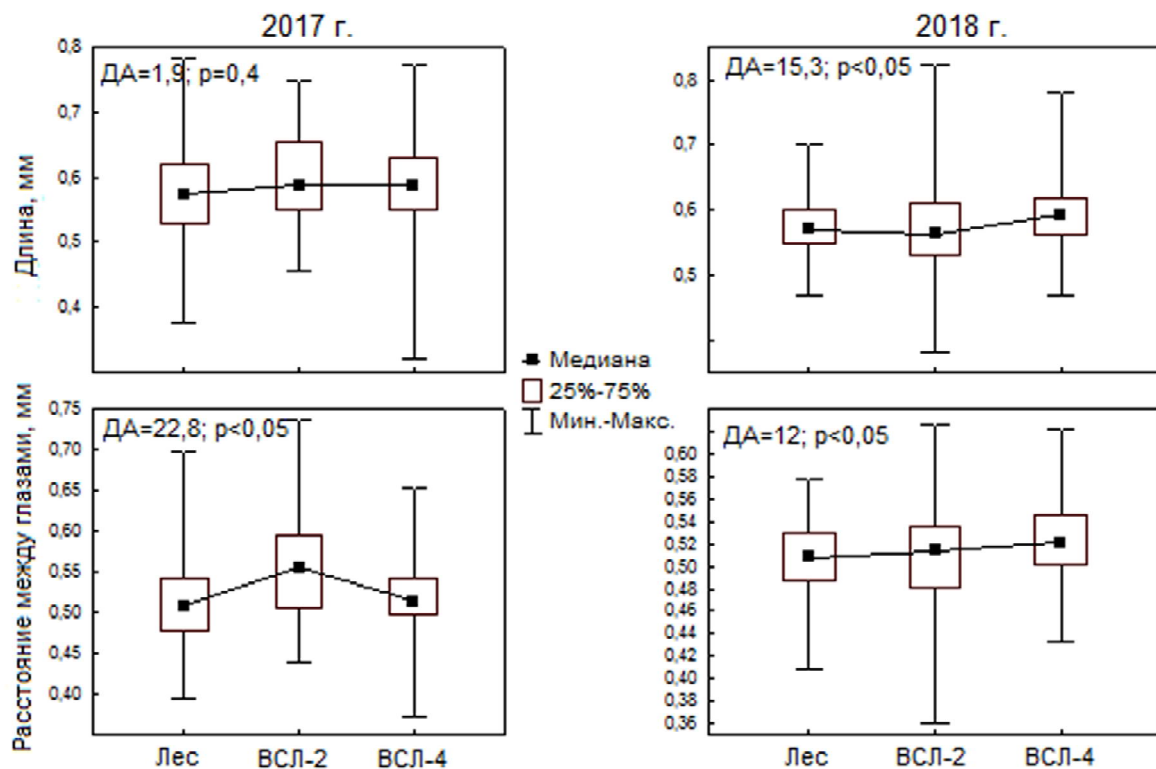 2017 г.
2018 г.
Длина, мм
0,8
0,7
0,6
0,5
0,4
ДА=1,9; p=0,4
0,8
0,7
0,6
0,5
ДА=15,3; p<0,05
Медиана
25%-75%
Мин.-Макс.
Расстояние между глазами, мм
0,75
0,70
0,65
0,60
0,55
0,50
0,45
0,40
ДА=22,8; p<0,05
Лес ВСЛ-2 ВСЛ-4
0,60
0,58
0,56
0,54
0,52
0,50
0,48
0,46
0,44
0,42
0,40
0,38
0,36
ДА=12; p<0,05
Лес ВСЛ-2 ВСЛ-4